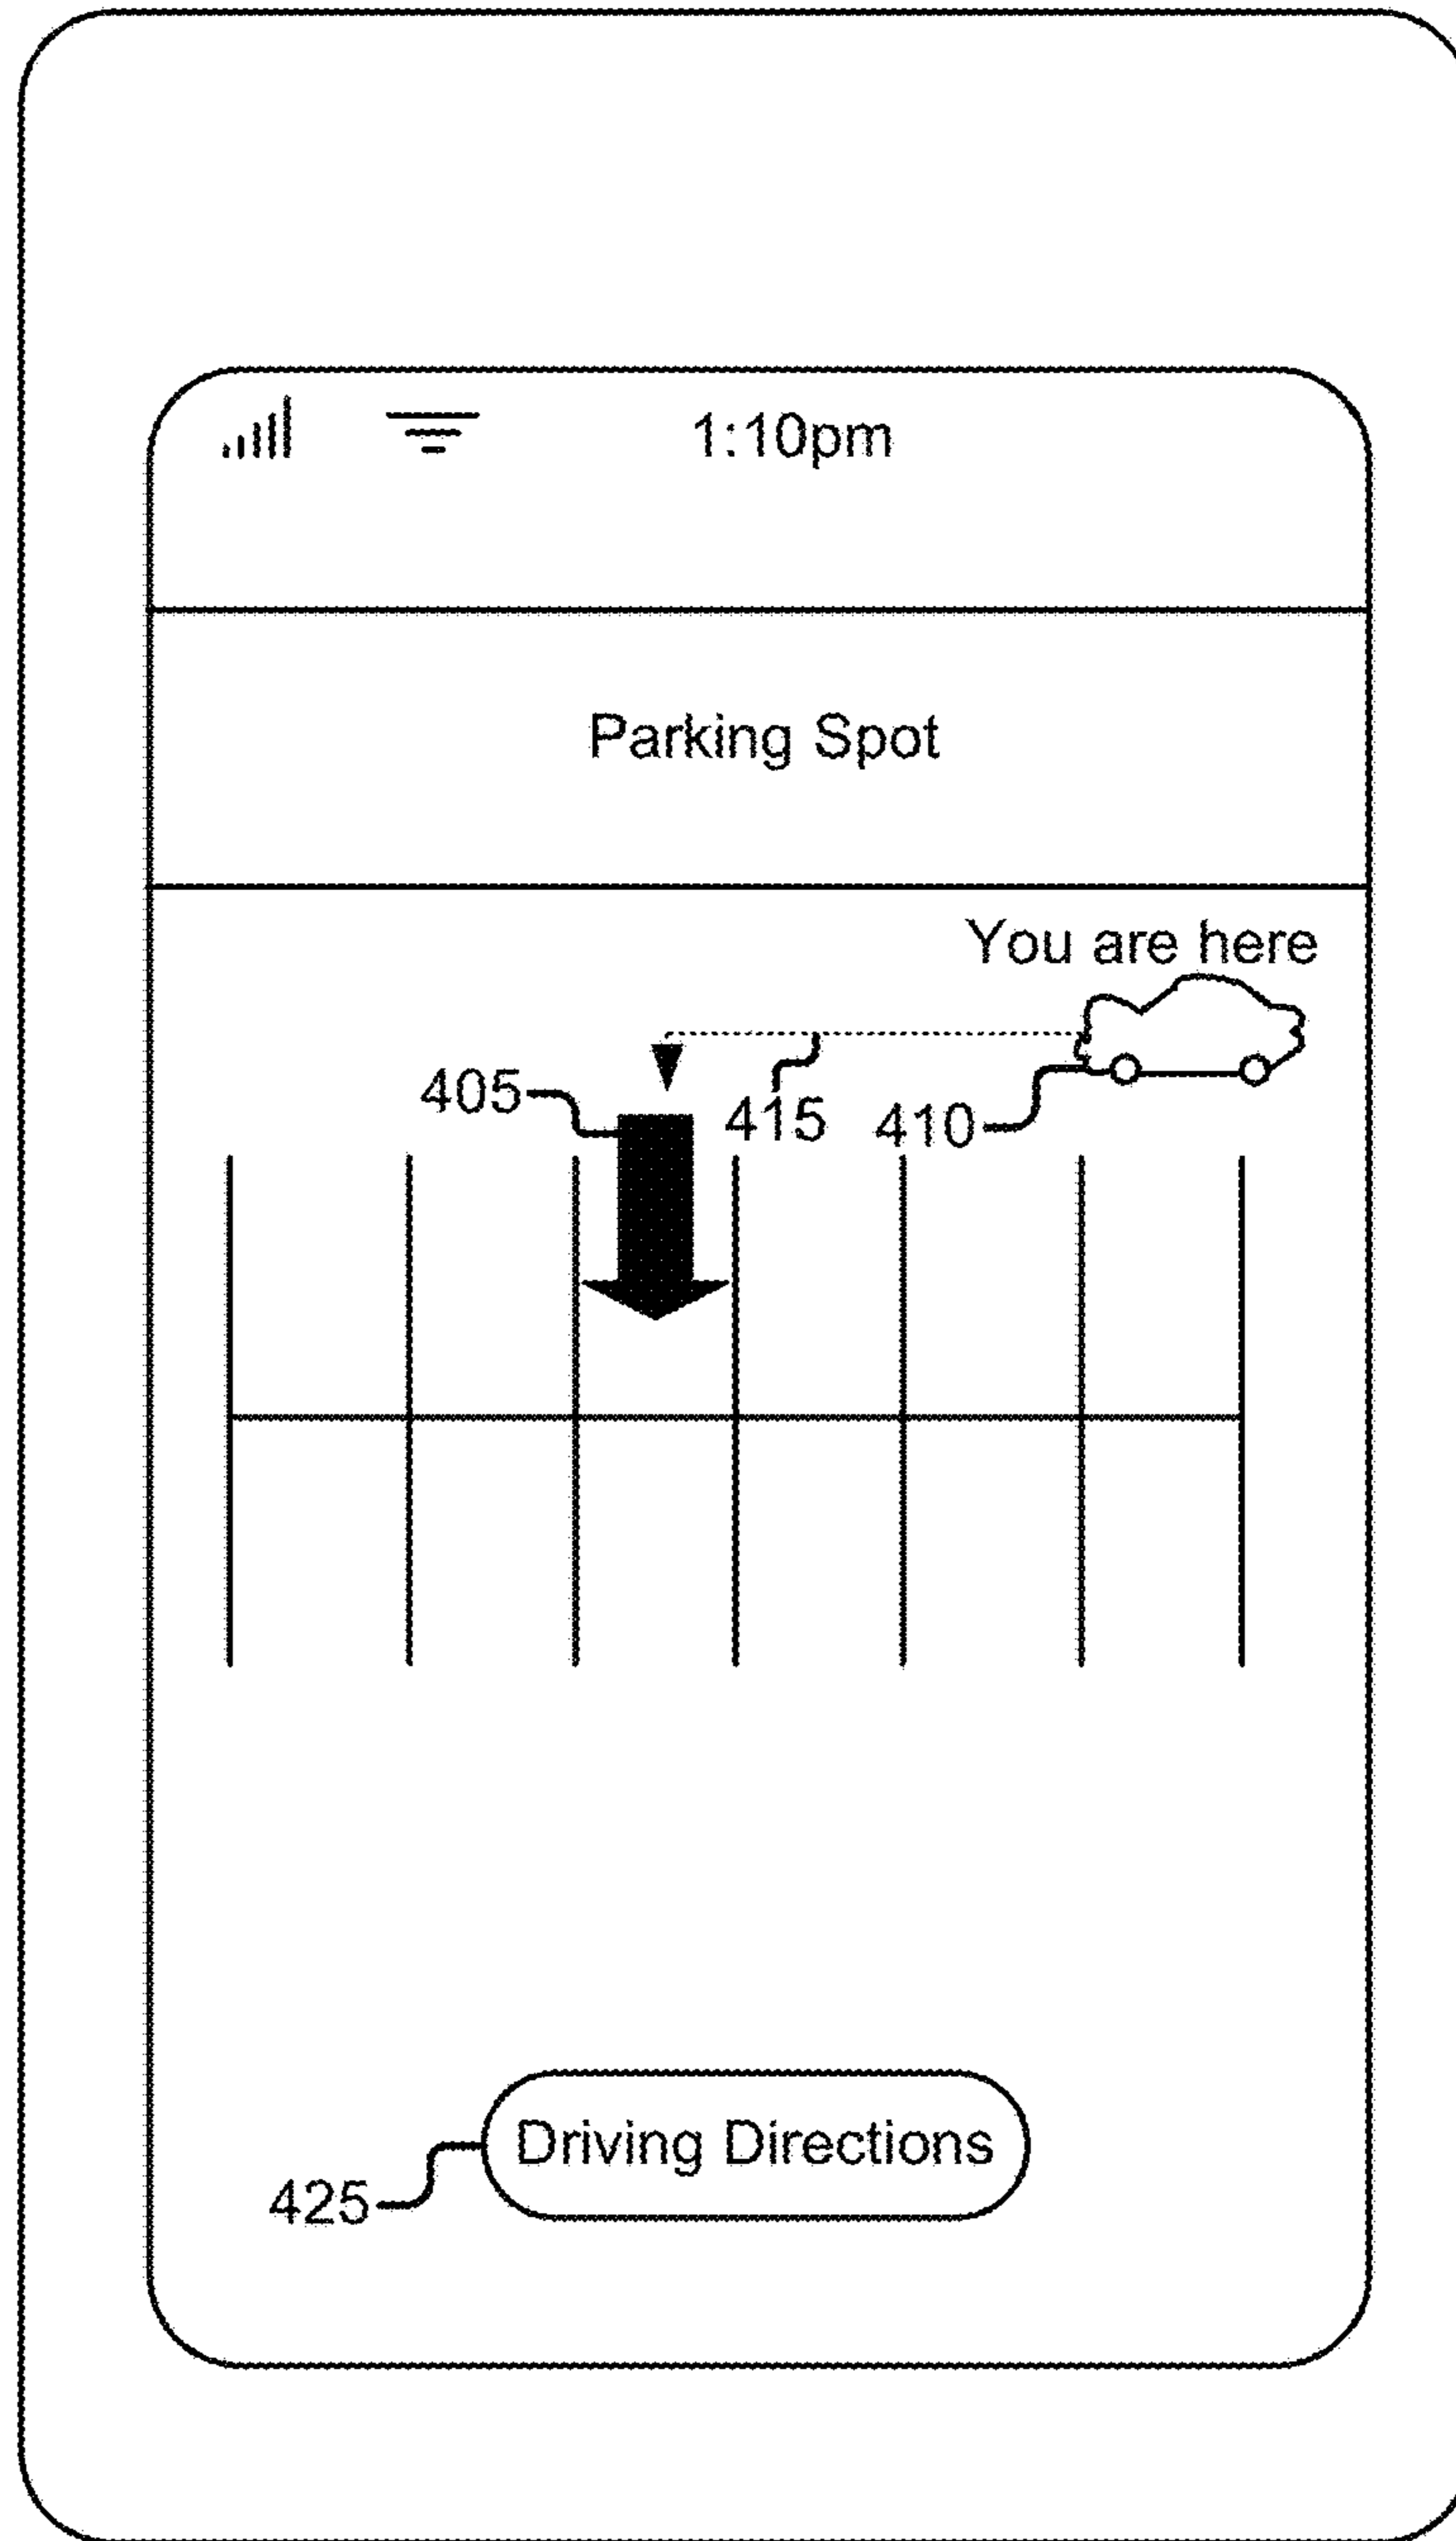 1:10pm
Parking Spot
You are here
405
415
410
Driving Directions
425